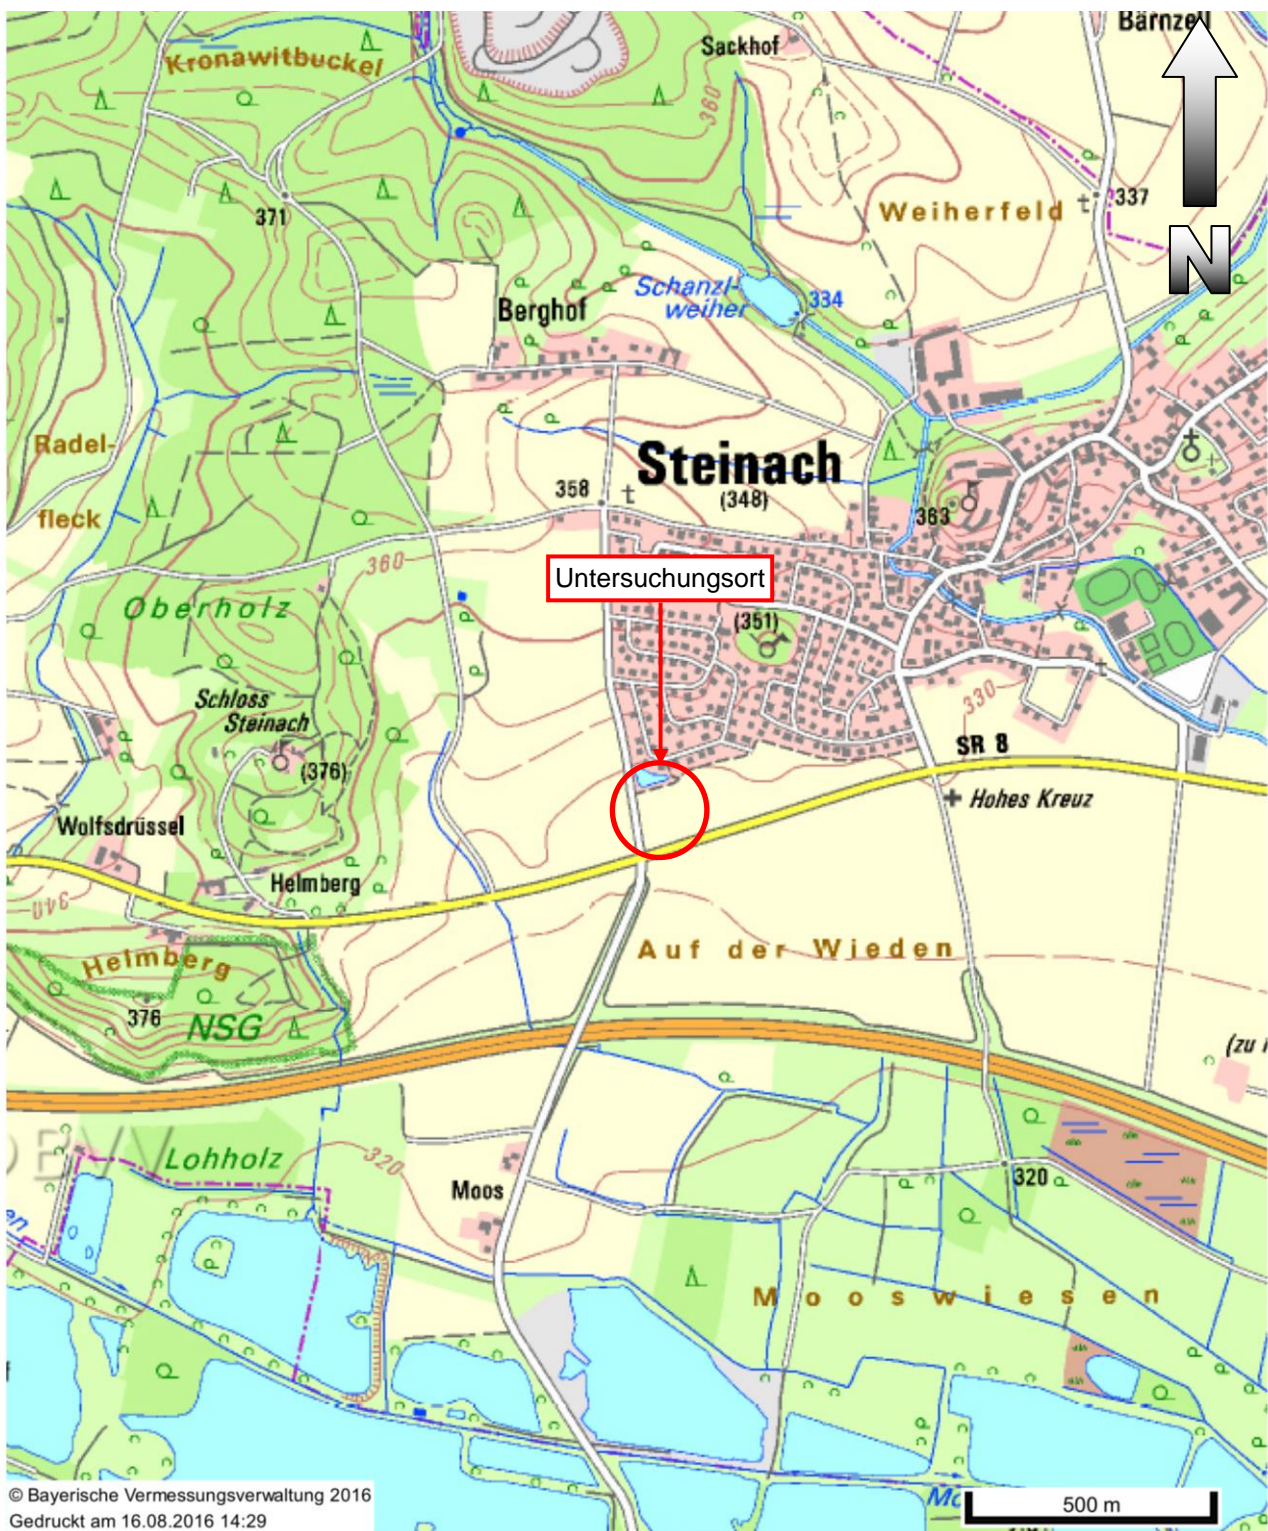 Bärnzell
Sackhof
Kronawitbuckel
360
N
371
Weiherfeld
337
Schanzl-
weiher
334
Berghof
Radel-
fleck
Steinach
(348)
358
363
Untersuchungsort
360
Oberholz
(351)
Schloss
Steinach
(376)
330
SR 8
Hohes Kreuz
Wolfsdrüssel
Helmberg
340
Auf der Wieden
Helmberg
376
NSG
(zu
Lohholz
320
Moos
320
Mooswiesen
© Bayerische Vermessungsverwaltung 2016
Gedruckt am 16.08.2016 14:29
500 m